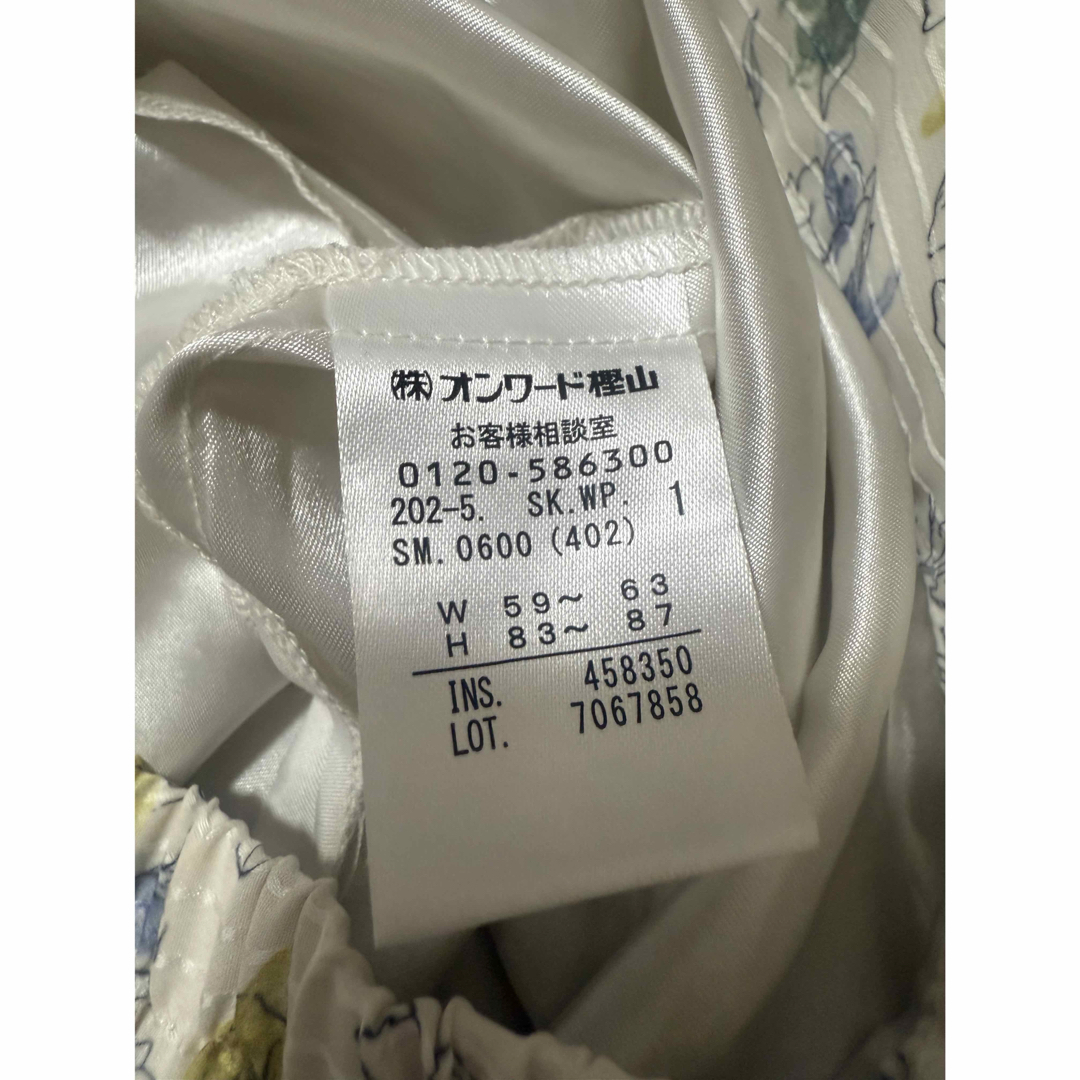 (株)オンワード樫山
お客様相談室
0120-586300
202-5. SK.WP. 1
SM.0600(402)
W 59～ 63
H 83～ 87
INS. 458350
LOT. 7067858